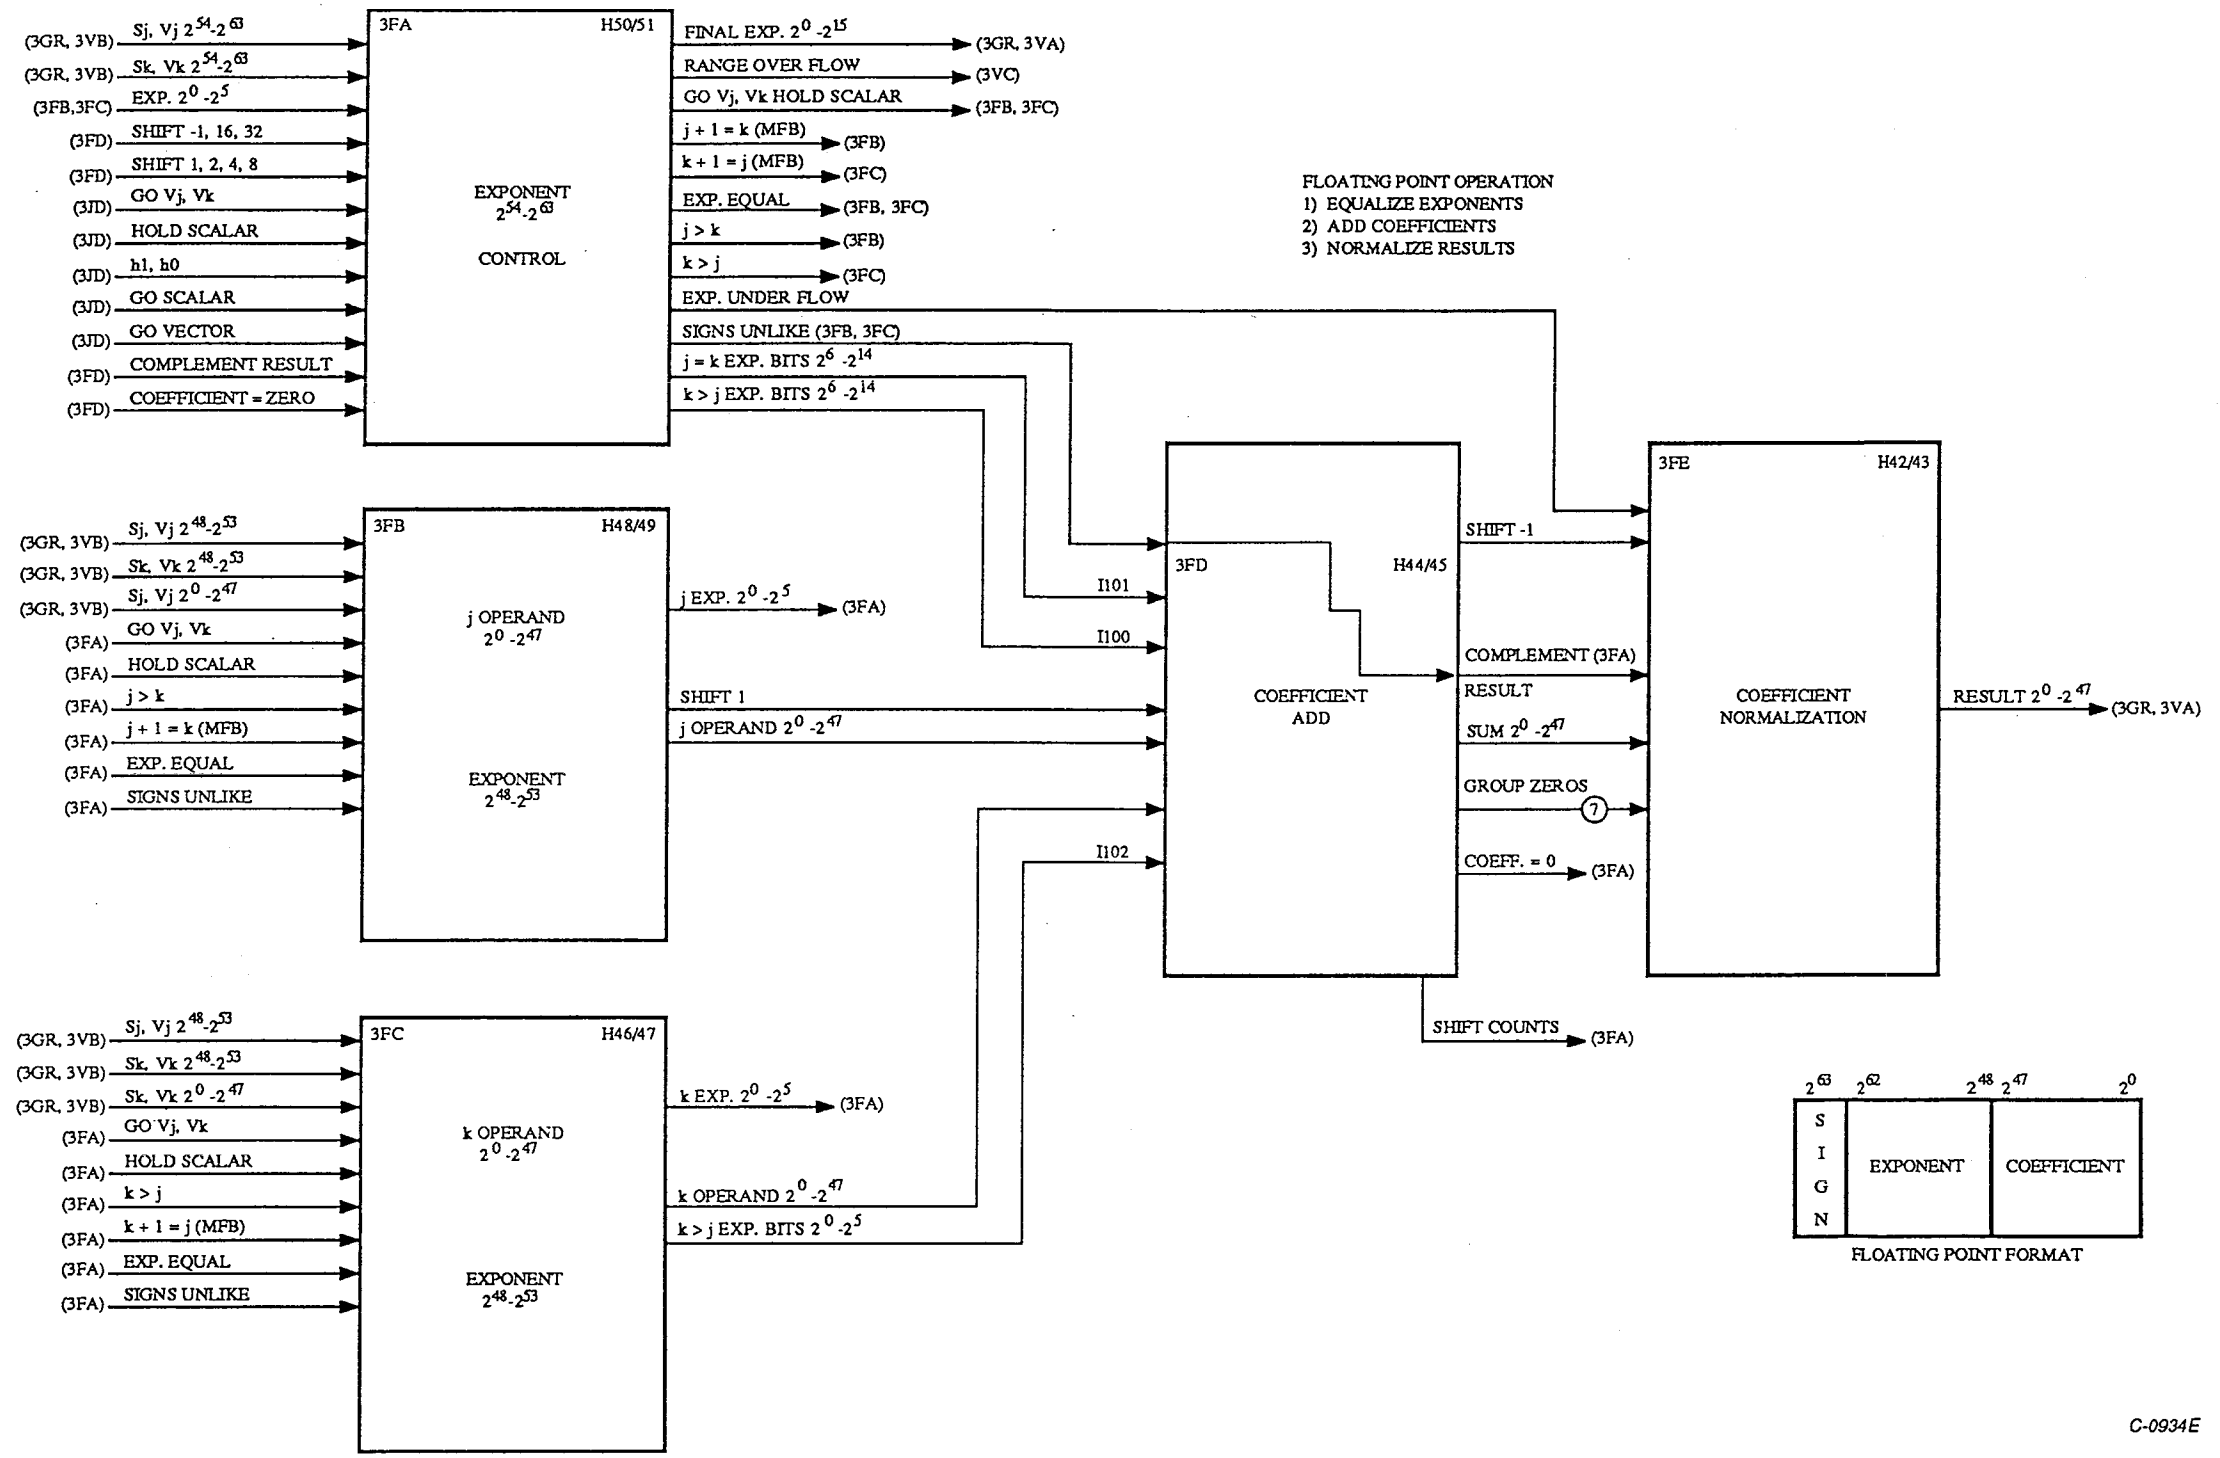 3FA H50/51
(3GR, 3VB) Sj, Vj 2^54-2^63
(3GR, 3VB) Sk, Vk 2^54-2^63
(3FB,3FC) EXP. 2^0 -2^5
(3FD) SHIFT -1, 16, 32
(3FD) SHIFT 1, 2, 4, 8
(3JD) GO Vj, Vk
(3JD) HOLD SCALAR
(3JD) h1, h0
(3JD) GO SCALAR
(3JD) GO VECTOR
(3FD) COMPLEMENT RESULT
(3FD) COEFFICIENT = ZERO
EXPONENT
2^54-2^63
CONTROL
FINAL EXP. 2^0 -2^15 (3GR, 3VA)
RANGE OVER FLOW (3VC)
GO Vj, Vk HOLD SCALAR (3FB, 3FC)
j + 1 = k (MFB) (3FB)
k + 1 = j (MFB) (3FC)
EXP. EQUAL (3FB, 3FC)
j > k (3FB)
k > j (3FC)
EXP. UNDER FLOW
SIGNS UNLIKE (3FB, 3FC)
j = k EXP. BITS 2^6 -2^14
k > j EXP. BITS 2^6 -2^14
FLOATING POINT OPERATION
1) EQUALIZE EXPONENTS
2) ADD COEFFICIENTS
3) NORMALIZE RESULTS
3FB H48/49
(3GR, 3VB) Sj, Vj 2^48-2^53
(3GR, 3VB) Sk, Vk 2^48-2^53
(3GR, 3VB) Sj, Vj 2^0 -2^47
(3FA) GO Vj, Vk
(3FA) HOLD SCALAR
(3FA) j > k
(3FA) j + 1 = k (MFB)
(3FA) EXP. EQUAL
(3FA) SIGNS UNLIKE
j OPERAND
2^0 -2^47
EXPONENT
2^48-2^53
j EXP. 2^0 -2^5 (3FA)
SHIFT 1
j OPERAND 2^0 -2^47
3FC H46/47
(3GR, 3VB) Sj, Vj 2^48-2^53
(3GR, 3VB) Sk, Vk 2^48-2^53
(3GR, 3VB) Sk, Vk 2^0 -2^47
(3FA) GO Vj, Vk
(3FA) HOLD SCALAR
(3FA) k > j
(3FA) k + 1 = j (MFB)
(3FA) EXP. EQUAL
(3FA) SIGNS UNLIKE
k OPERAND
2^0 -2^47
EXPONENT
2^48-2^53
k EXP. 2^0 -2^5 (3FA)
k OPERAND 2^0 -2^47
k > j EXP. BITS 2^0 -2^5
I101
I100
I102
3FD H44/45
COEFFICIENT
ADD
SHIFT -1
COMPLEMENT (3FA)
RESULT
SUM 2^0 -2^47
GROUP ZEROS 7
COEFF. = 0 (3FA)
SHIFT COUNTS (3FA)
3FE H42/43
COEFFICIENT
NORMALIZATION
RESULT 2^0 -2^47 (3GR, 3VA)
2^63 2^62 2^48 2^47 2^0
SIGN
EXPONENT COEFFICIENT
FLOATING POINT FORMAT
C-0934E